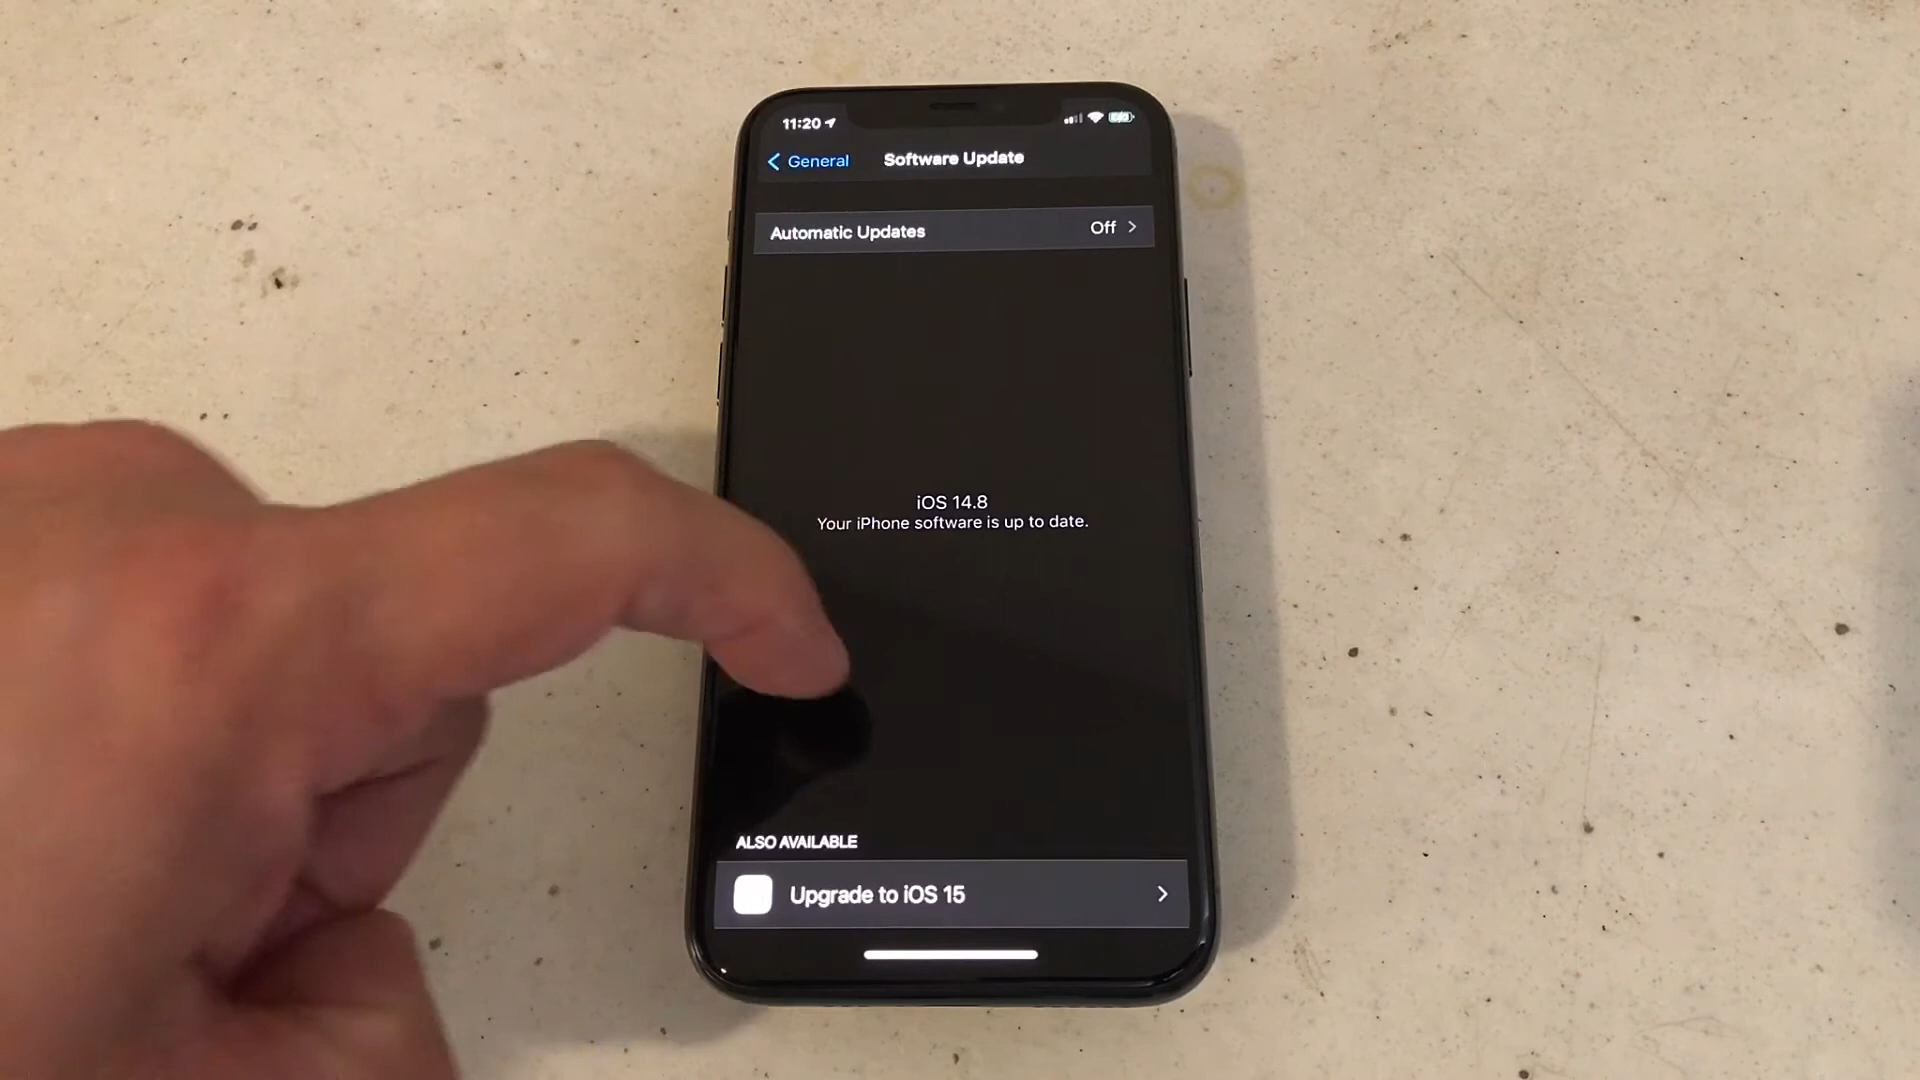 11:20
General
Software Update
Automatic Updates
Off
iOS 14.8
Your iPhone software is up to date.
ALSO AVAILABLE
Upgrade to iOS 15